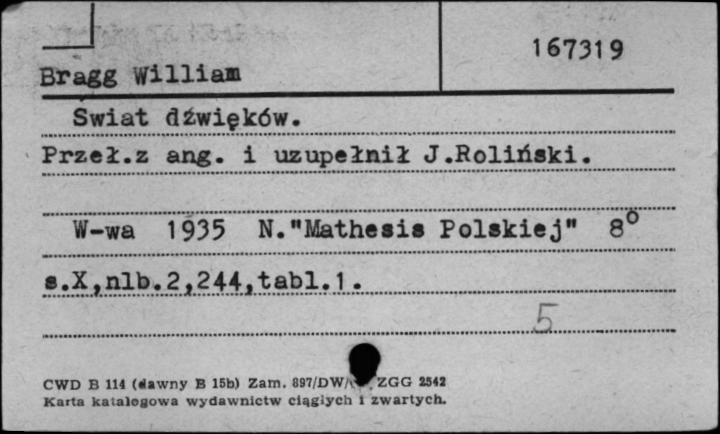 167319
Bragg William
Świat dźwięków.
Przeł.z ang. i uzupełnił J.Roliński.
W-wa 1935 N."Mathesis Polskiej" 8°
s.X,nlb.2,244,tabl.1.
5
CWD B 114 (dawny B 15b) Zam. 897/DW/ ZGG 2542
Karta katalogowa wydawnictw ciągłych i zwartych.